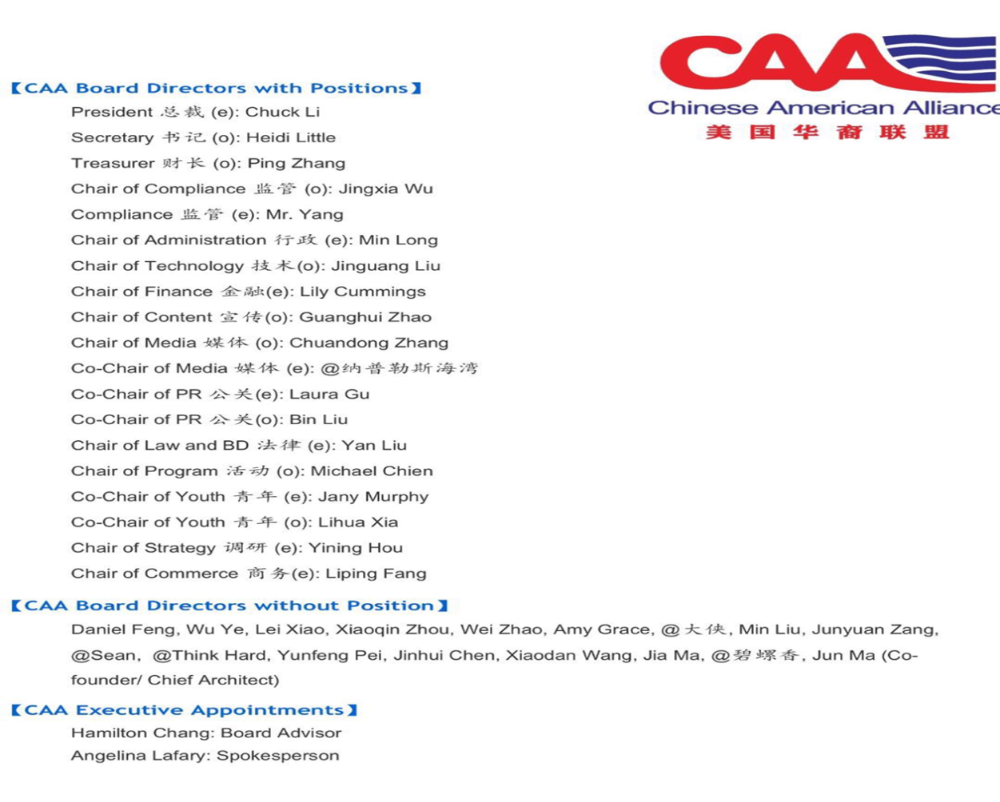 CAA
Chinese American Alliance
美国华裔联盟
【CAA Board Directors with Positions】
President 总裁 (e): Chuck Li
Secretary 书记 (o): Heidi Little
Treasurer 财长 (o): Ping Zhang
Chair of Compliance 监管 (o): Jingxia Wu
Compliance 监管 (e): Mr. Yang
Chair of Administration 行政 (e): Min Long
Chair of Technology 技术(o): Jinguang Liu
Chair of Finance 金融(e): Lily Cummings
Chair of Content 宣传(o): Guanghui Zhao
Chair of Media 媒体 (o): Chuandong Zhang
Co-Chair of Media 媒体 (e): @纳普勒斯海湾
Co-Chair of PR 公关(e): Laura Gu
Co-Chair of PR 公关(o): Bin Liu
Chair of Law and BD 法律 (e): Yan Liu
Chair of Program 活动 (o): Michael Chien
Co-Chair of Youth 青年 (e): Jany Murphy
Co-Chair of Youth 青年 (o): Lihua Xia
Chair of Strategy 调研 (e): Yining Hou
Chair of Commerce 商务(e): Liping Fang
【CAA Board Directors without Position】
Daniel Feng, Wu Ye, Lei Xiao, Xiaoqin Zhou, Wei Zhao, Amy Grace, @大侠, Min Liu, Junyuan Zang,
@Sean, @Think Hard, Yunfeng Pei, Jinhui Chen, Xiaodan Wang, Jia Ma, @碧螺香, Jun Ma (Co-
founder/ Chief Architect)
【CAA Executive Appointments】
Hamilton Chang: Board Advisor
Angelina Lafary: Spokesperson